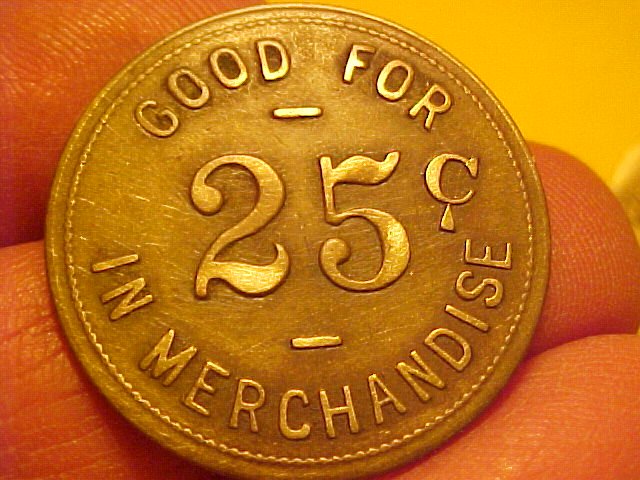 GOOD FOR
25¢
IN MERCHANDISE